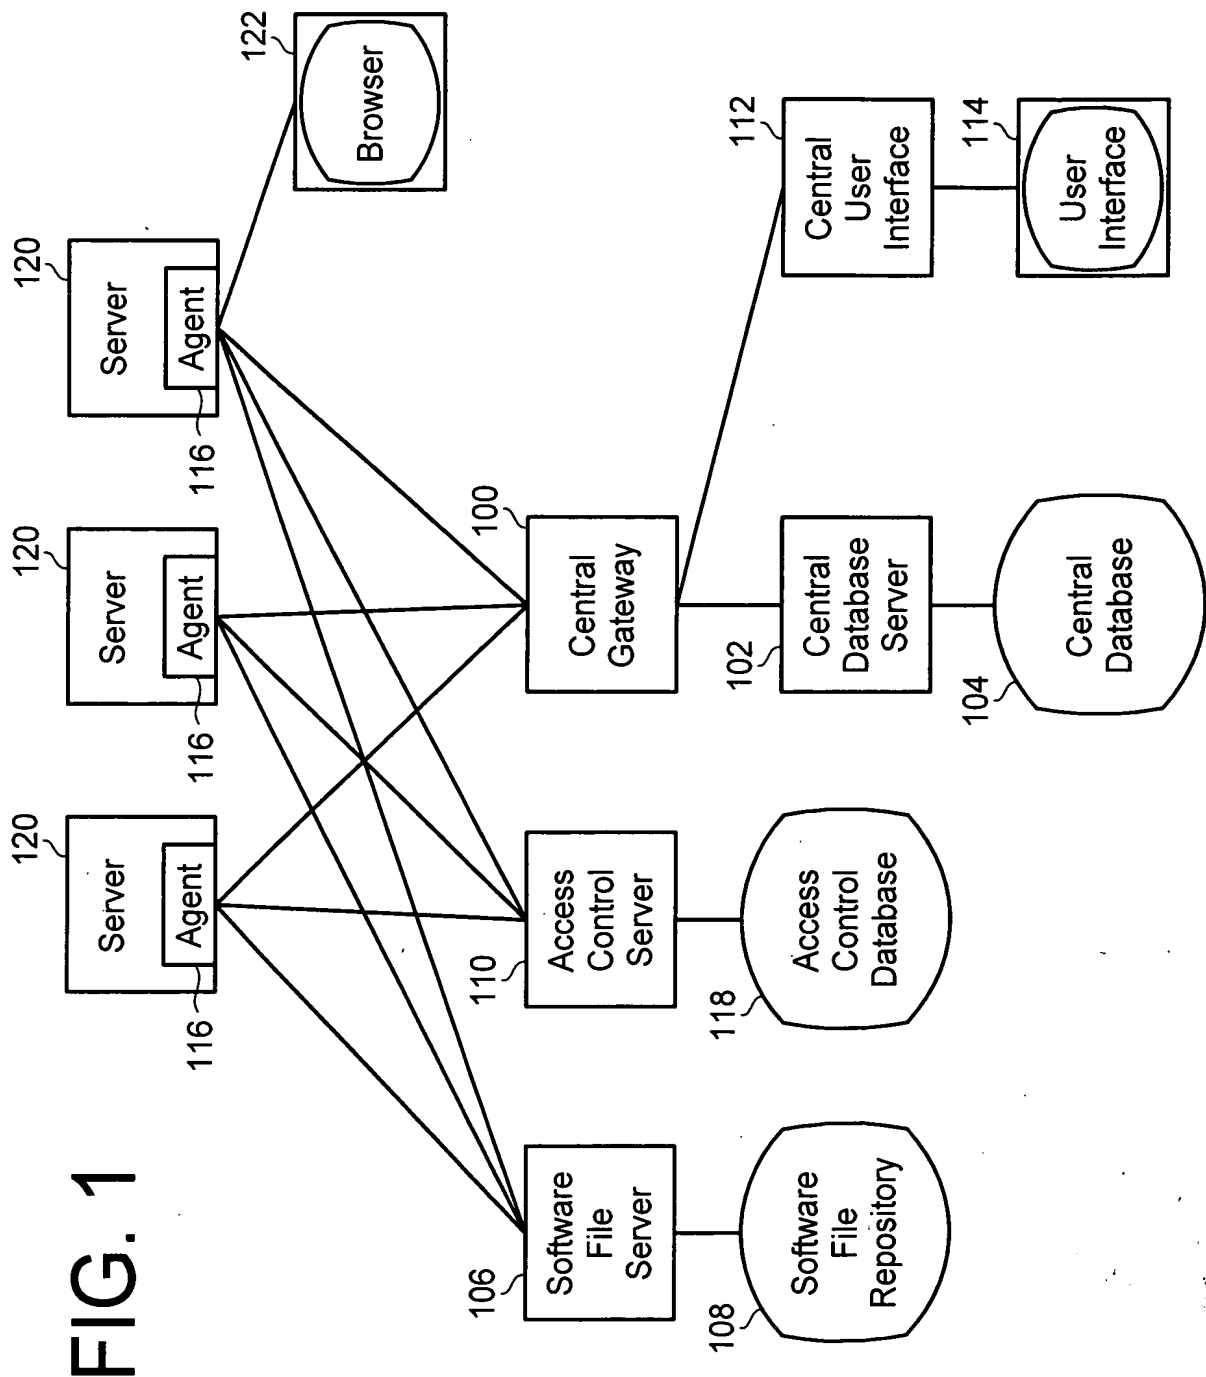 FIG. 1
120
Server
Agent
116
120
Server
Agent
116
120
Server
Agent
116
122
Browser
106
Software
File
Server
108
Software
File
Repository
110
Access
Control
Server
118
Access
Control
Database
100
Central
Gateway
102
Central
Database
Server
104
Central
Database
112
Central
User
Interface
114
User
Interface